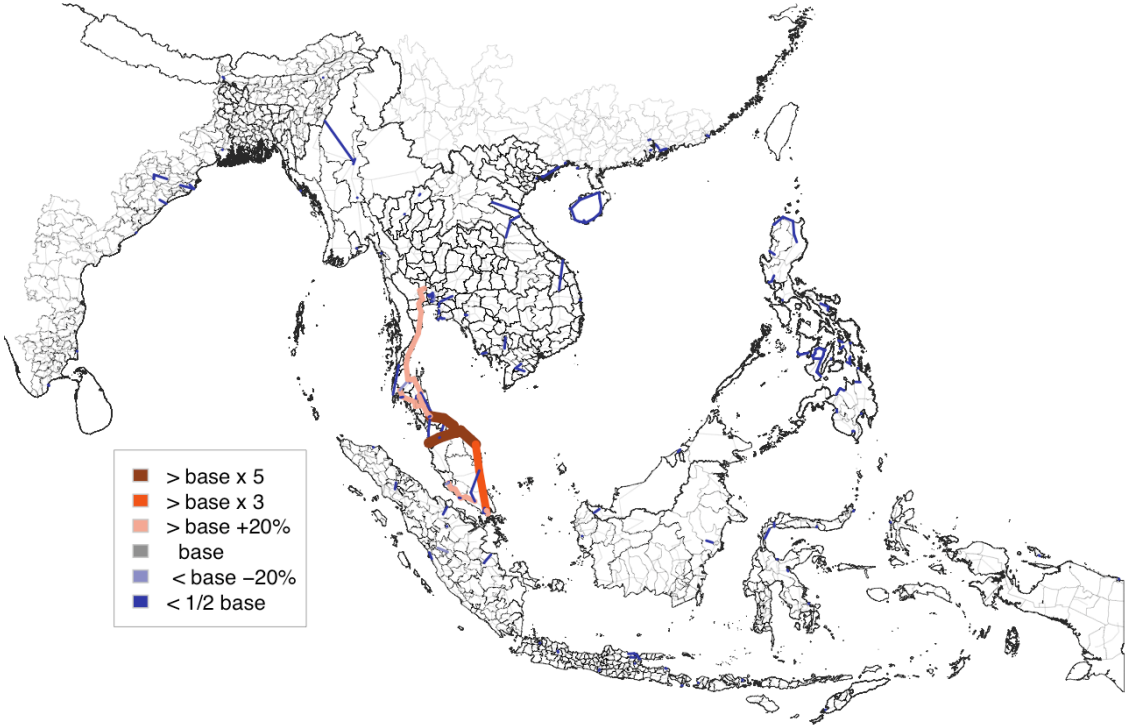 > base x 5
> base x 3
> base +20%
base
< base −20%
< 1/2 base